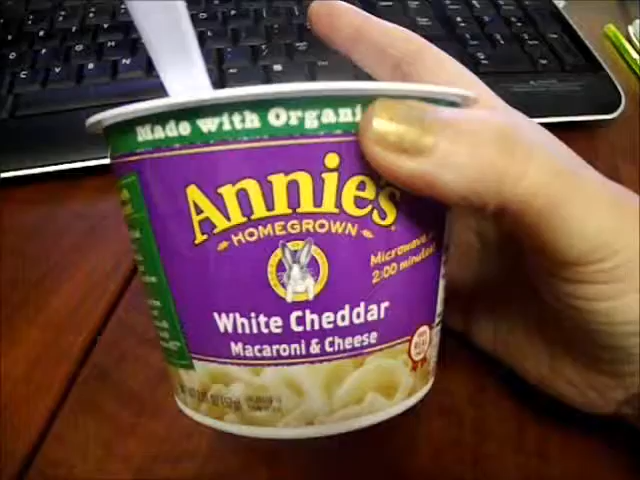 Made with Organi
Annie's
HOMEGROWN
Microwave
2:00 minutes!
White Cheddar
Macaroni & Cheese